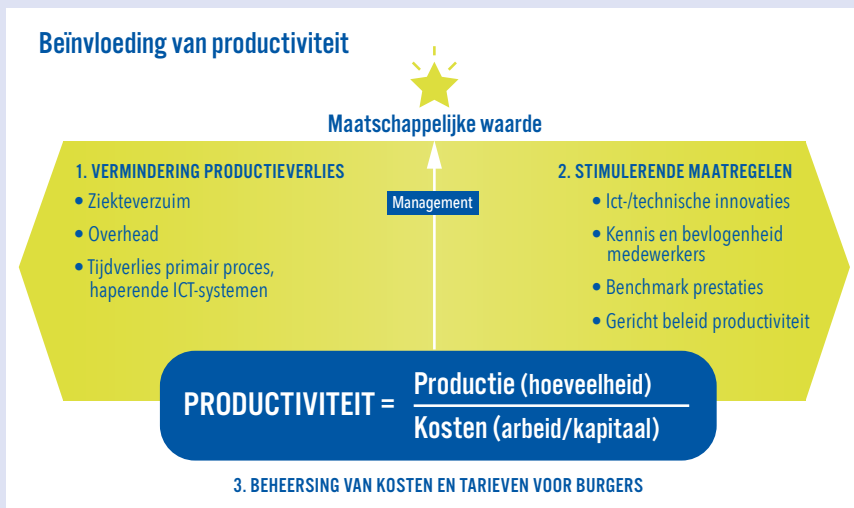 Beïnvloeding van productiviteit
Maatschappelijke waarde
1. VERMINDERING PRODUCTIEVERLIES
• Ziekteverzuim
• Overhead
• Tijdverlies primair proces,
haperende ICT-systemen
Management
2. STIMULERENDE MAATREGELEN
• Ict-/technische innovaties
• Kennis en bevlogenheid
medewerkers
• Benchmark prestaties
• Gericht beleid productiviteit
PRODUCTIVITEIT =
Productie (hoeveelheid)
Kosten (arbeid/kapitaal)
3. BEHEERSING VAN KOSTEN EN TARIEVEN VOOR BURGERS